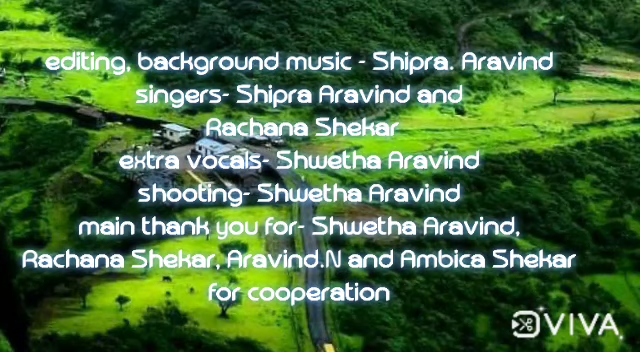 editing, background music - Shipra. Aravind
singers- Shipra Aravind and
Rachana Shekar
extra vocals- Shwetha Aravind
shooting- Shwetha Aravind
main thank you for- Shwetha Aravind,
Rachana Shekar, Aravind.N and Ambica Shekar
for cooperation
VIVA